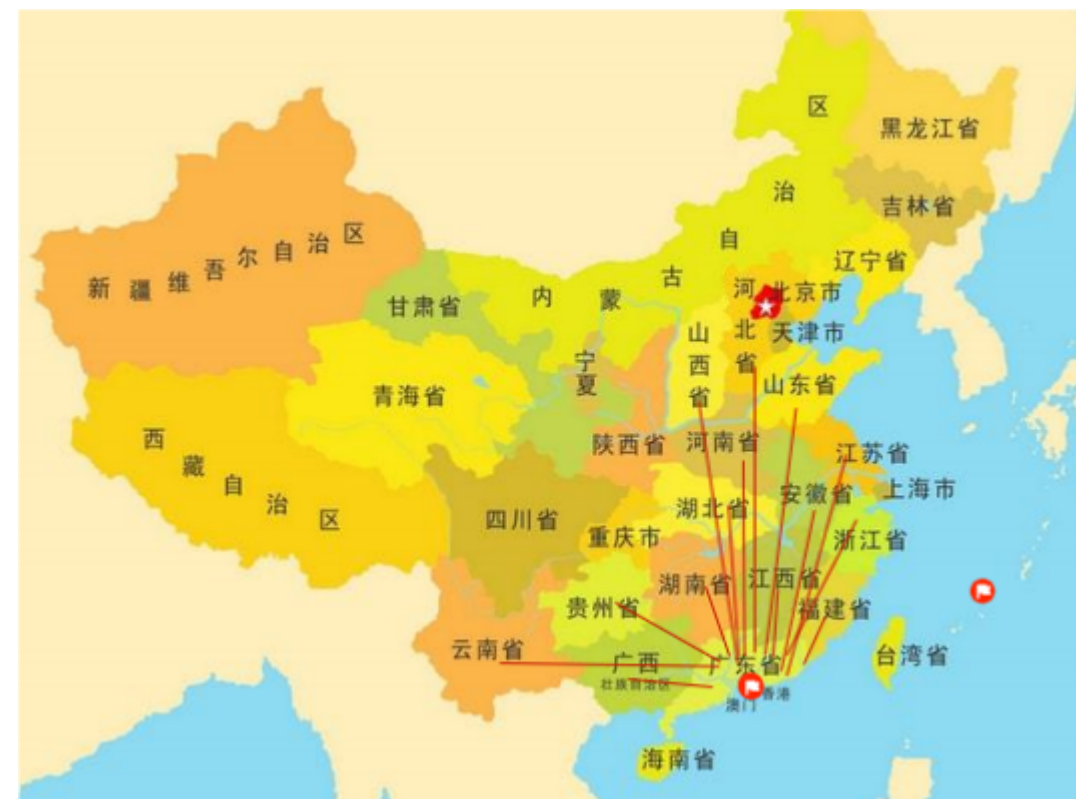 黑龙江省
吉林省
辽宁省
内蒙古自治区
新疆维吾尔自治区
甘肃省
北京市
河北省
天津市
山西省
宁夏
青海省
山东省
西藏自治区
陕西省
河南省
江苏省
安徽省
上海市
四川省
湖北省
重庆市
浙江省
湖南省
江西省
贵州省
福建省
云南省
广西
壮族自治区
广东省
台湾省
香港
澳门
海南省